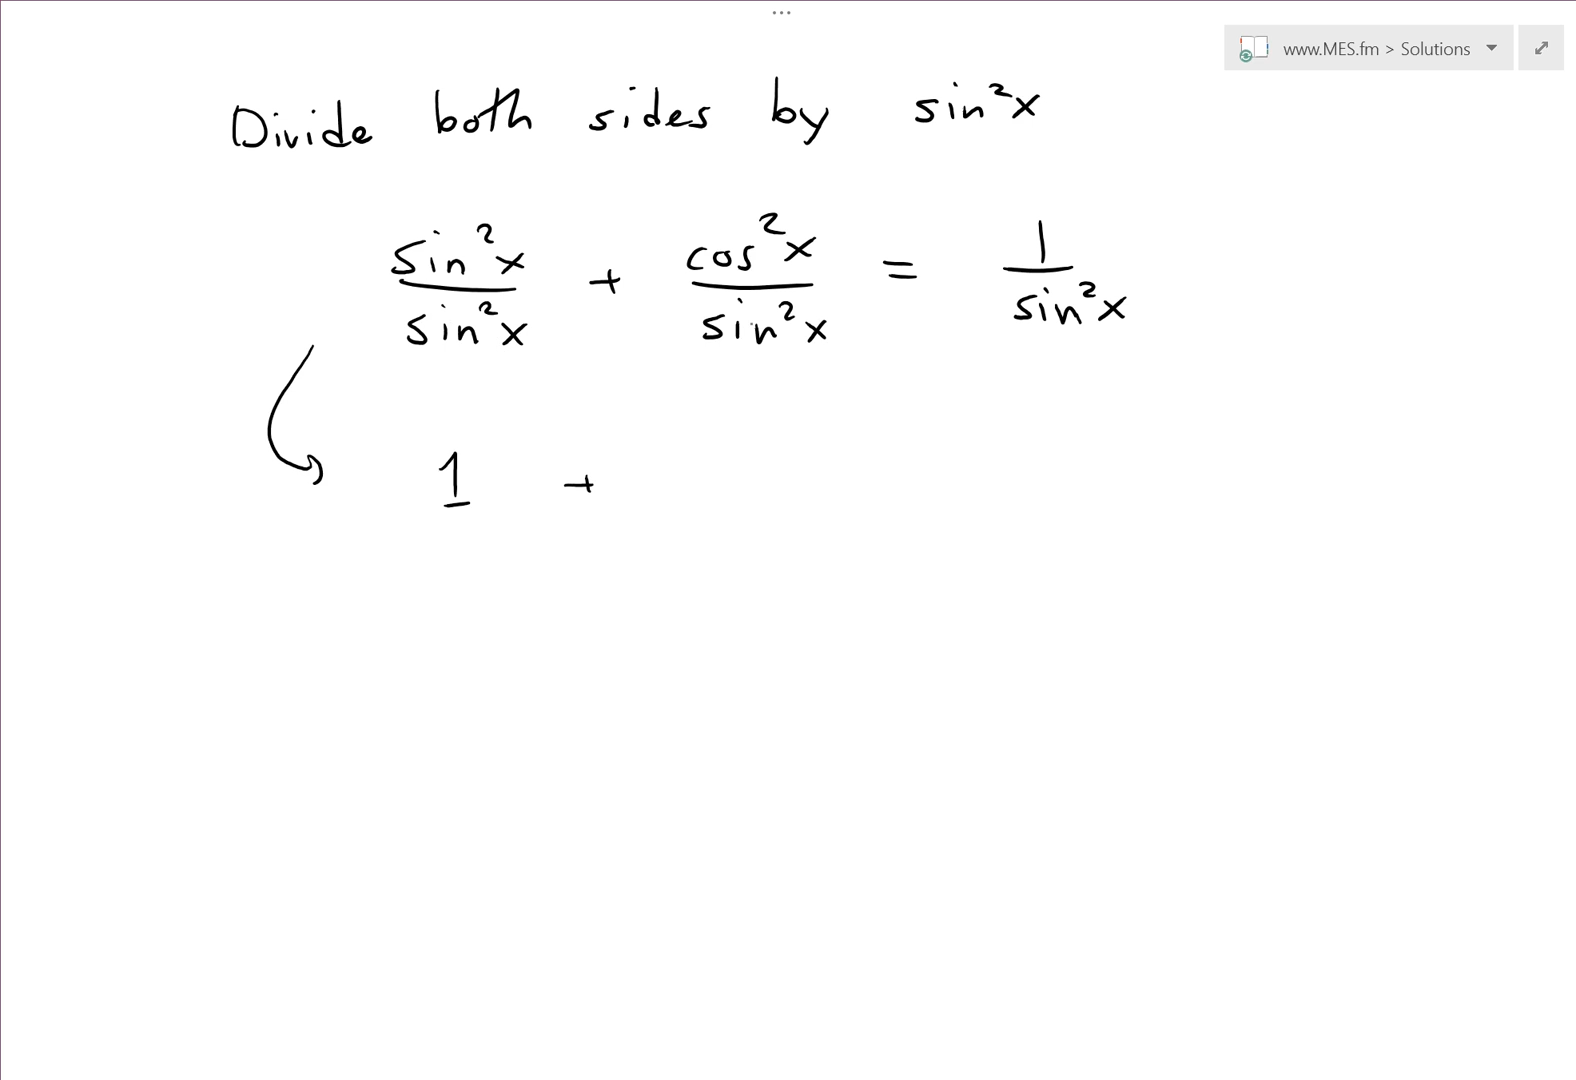 www.MES.fm > Solutions
Divide both sides by sin²x
sin²x/sin²x + cos²x/sin²x = 1/sin²x
1 +